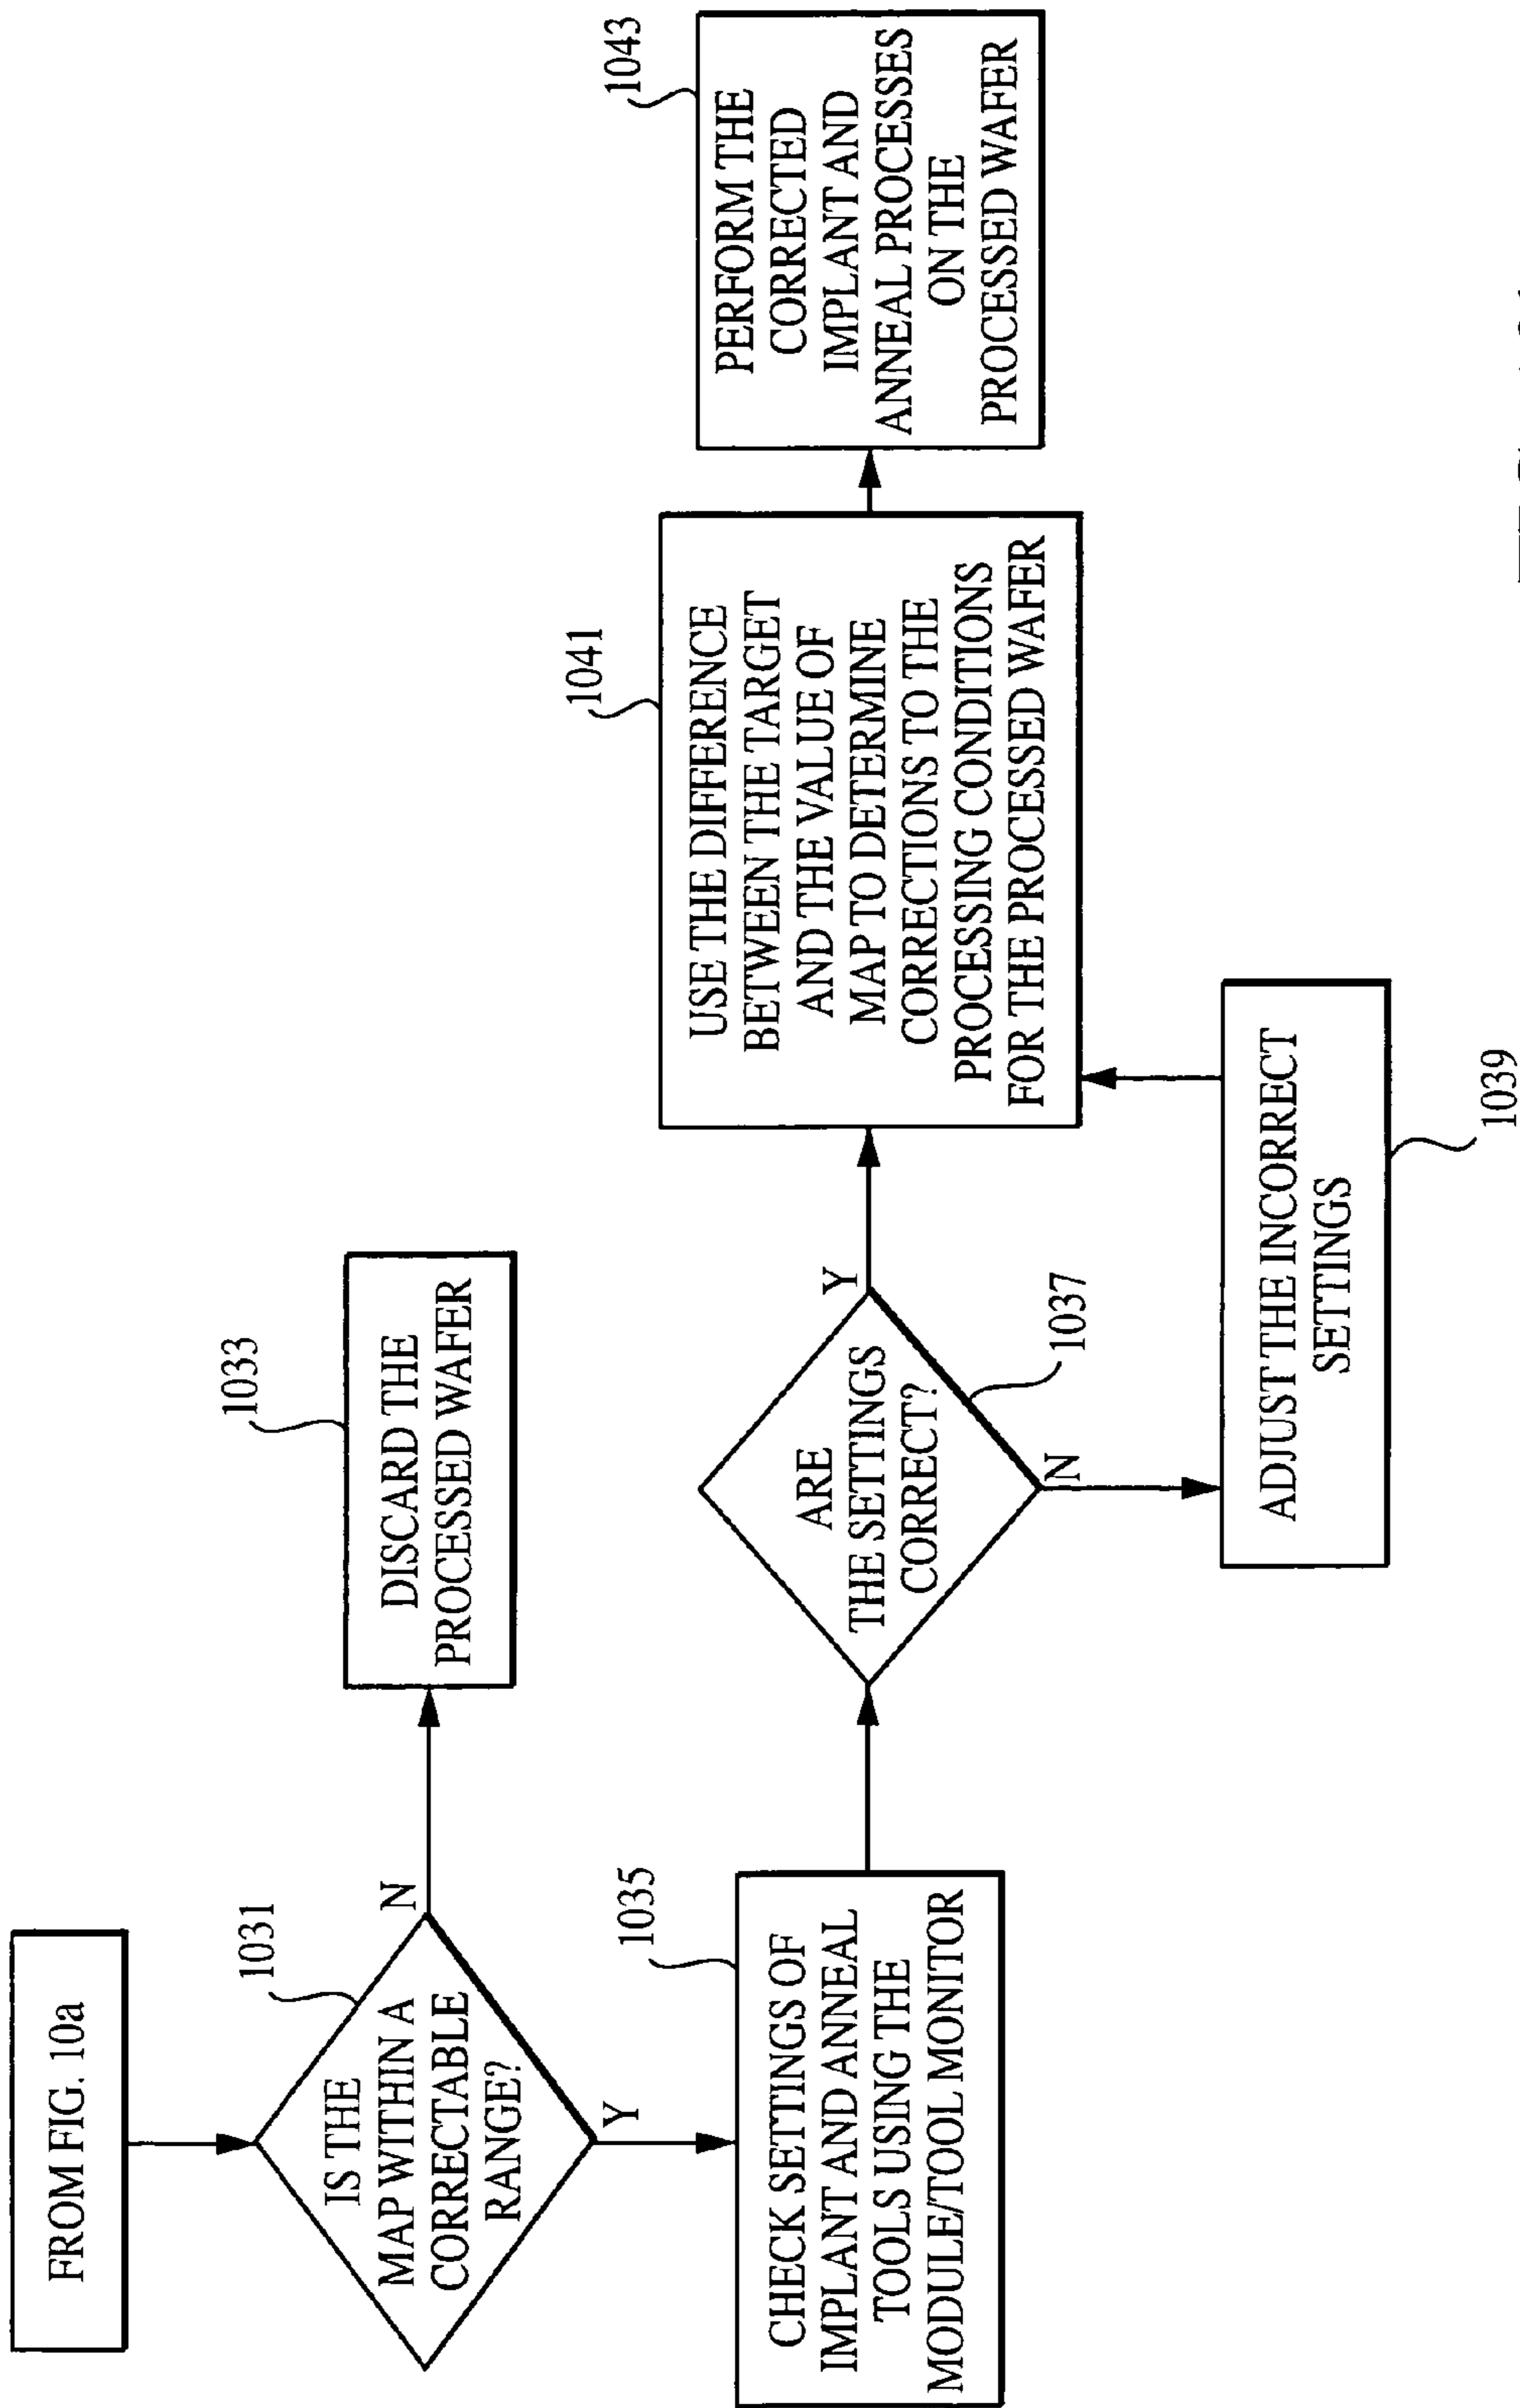 FROM FIG. 10a
1031
IS THE
MAP WITHIN A
CORRECTABLE
RANGE?
N
Y
1033
DISCARD THE
PROCESSED WAFER
1035
CHECK SETTINGS OF
IMPLANT AND ANNEAL
TOOLS USING THE
MODULE/TOOL MONITOR
ARE
THE SETTINGS
CORRECT?
Y
N
1037
ADJUST THE INCORRECT
SETTINGS
1039
1041
USE THE DIFFERENCE
BETWEEN THE TARGET
AND THE VALUE OF
MAP TO DETERMINE
CORRECTIONS TO THE
PROCESSING CONDITIONS
FOR THE PROCESSED WAFER
1043
PERFORM THE
CORRECTED
IMPLANT AND
ANNEAL PROCESSES
ON THE
PROCESSED WAFER